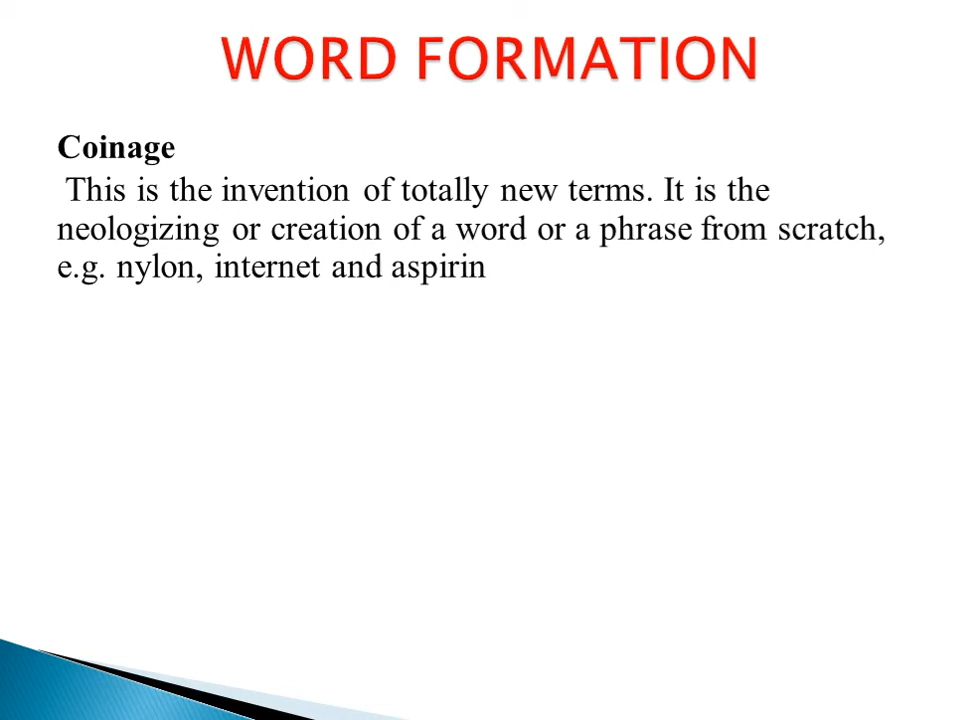 WORD FORMATION
Coinage
This is the invention of totally new terms. It is the
neologizing or creation of a word or a phrase from scratch,
e.g. nylon, internet and aspirin